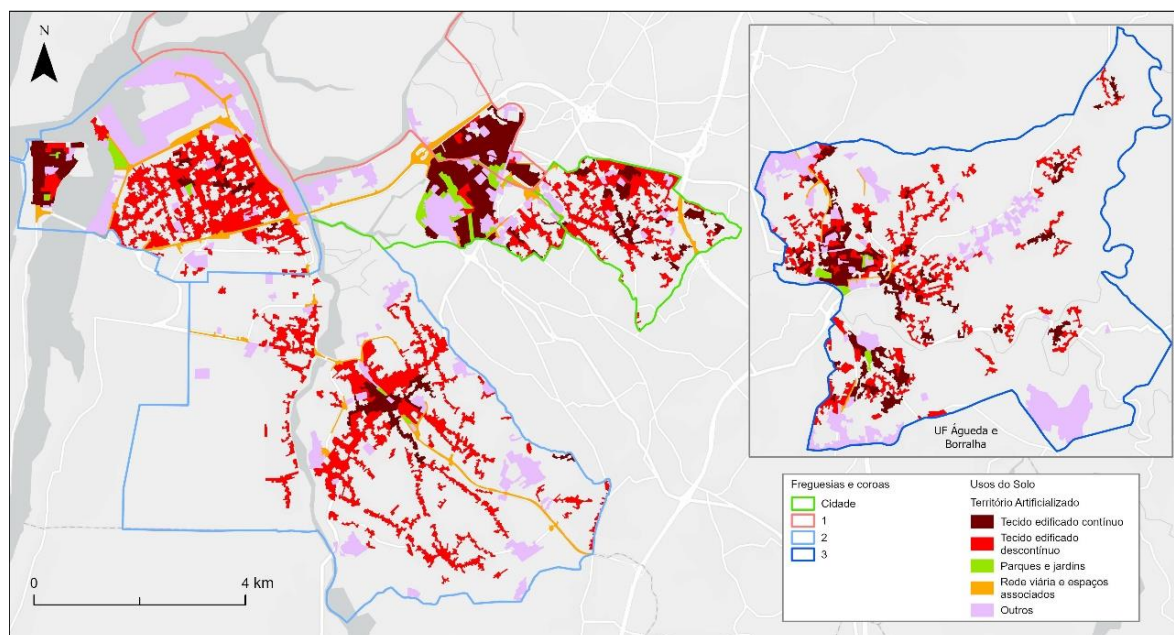 N
UF Águeda e
Borralha
Freguesias e coroas
Cidade
1
2
3
Usos do Solo
Território Artificializado
Tecido edificado contínuo
Tecido edificado
descontínuo
Parques e jardins
Rede viária e espaços
associados
Outros
0
4 km